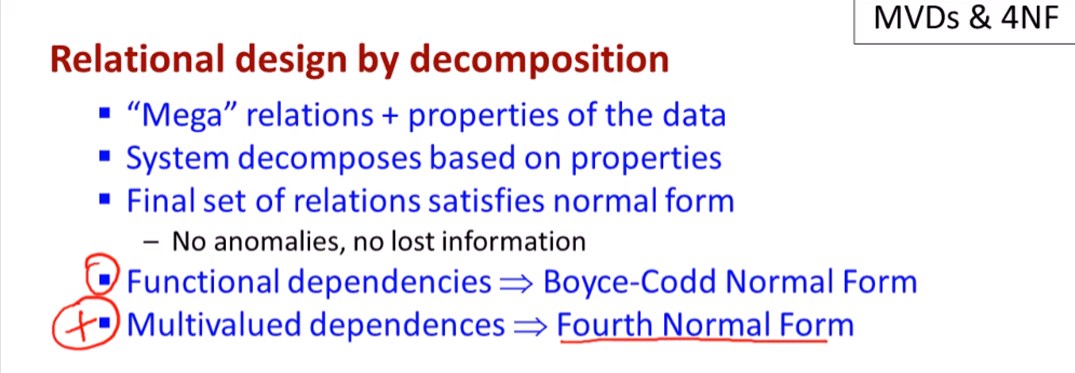 MVDs & 4NF
Relational design by decomposition
▪ “Mega” relations + properties of the data
▪ System decomposes based on properties
▪ Final set of relations satisfies normal form
– No anomalies, no lost information
▪ Functional dependencies ⇒ Boyce-Codd Normal Form
+ ▪ Multivalued dependences ⇒ Fourth Normal Form